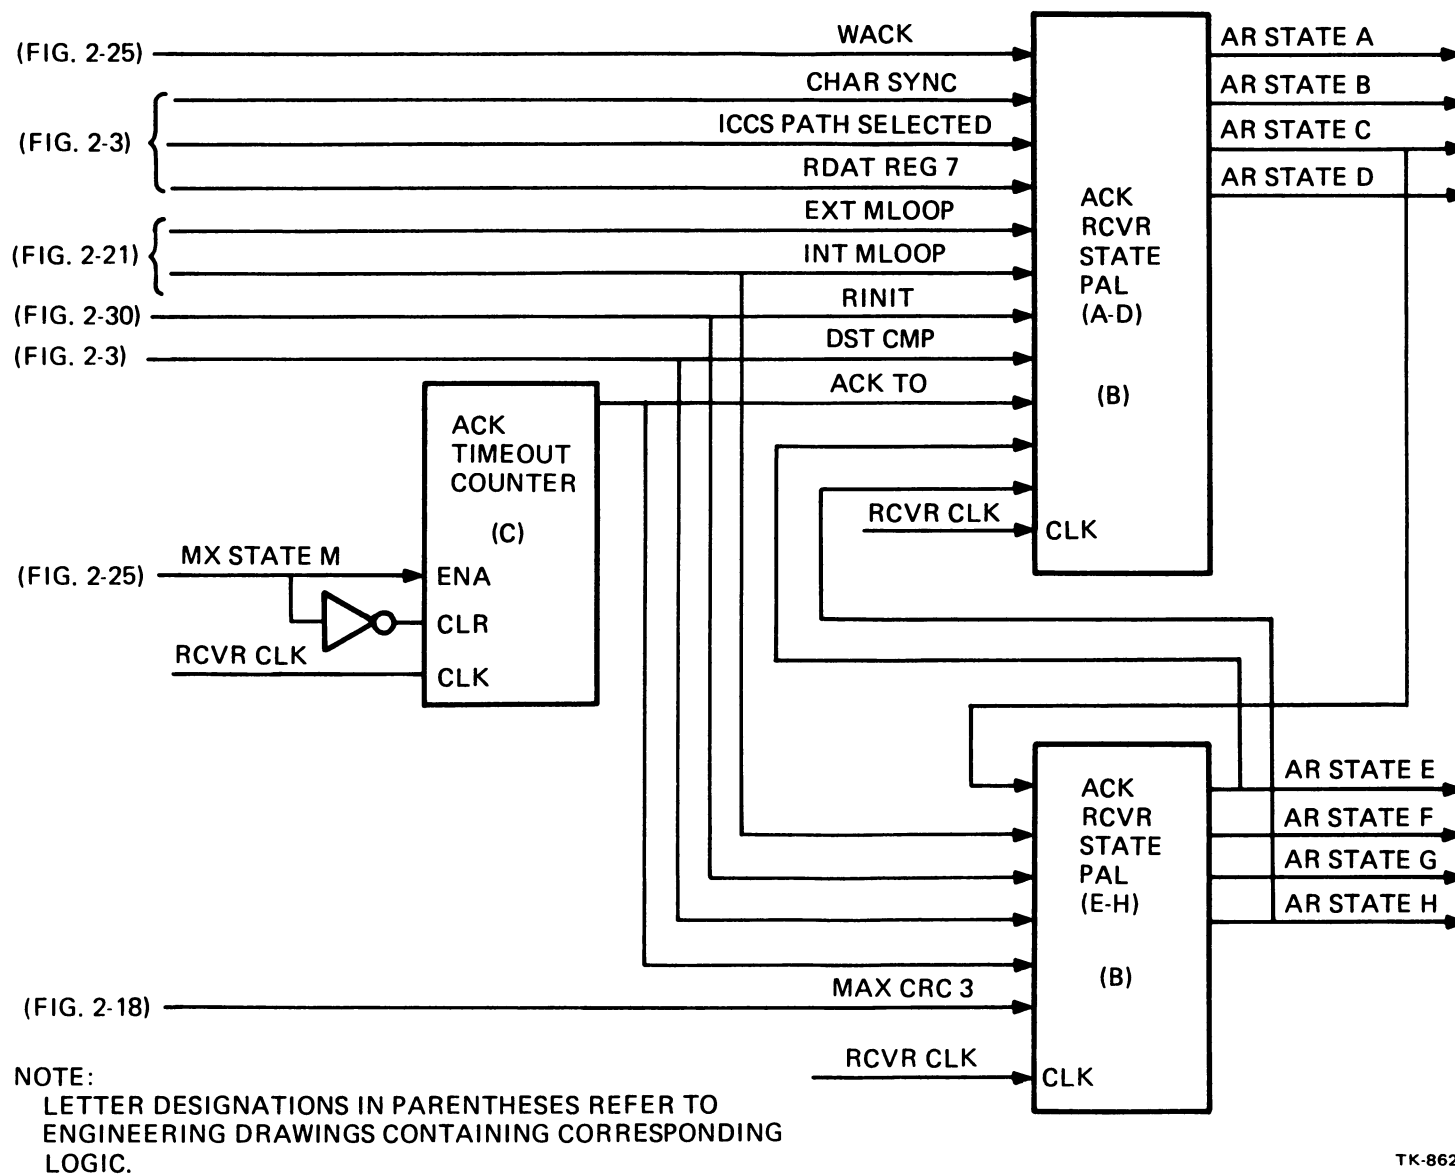 (FIG. 2-25)
WACK
AR STATE A
CHAR SYNC
AR STATE B
(FIG. 2-3)
ICCS PATH SELECTED
AR STATE C
RDAT REG 7
AR STATE D
EXT MLOOP
(FIG. 2-21)
INT MLOOP
ACK
RCVR
STATE
PAL
(A-D)
(B)
(FIG. 2-30)
RINIT
(FIG. 2-3)
DST CMP
ACK TO
ACK
TIMEOUT
COUNTER
(C)
RCVR CLK
CLK
(FIG. 2-25)
MX STATE M
ENA
CLR
RCVR CLK
CLK
ACK
RCVR
STATE
PAL
(E-H)
(B)
AR STATE E
AR STATE F
AR STATE G
AR STATE H
(FIG. 2-18)
MAX CRC 3
RCVR CLK
CLK
NOTE:
LETTER DESIGNATIONS IN PARENTHESES REFER TO
ENGINEERING DRAWINGS CONTAINING CORRESPONDING
LOGIC.
TK-862